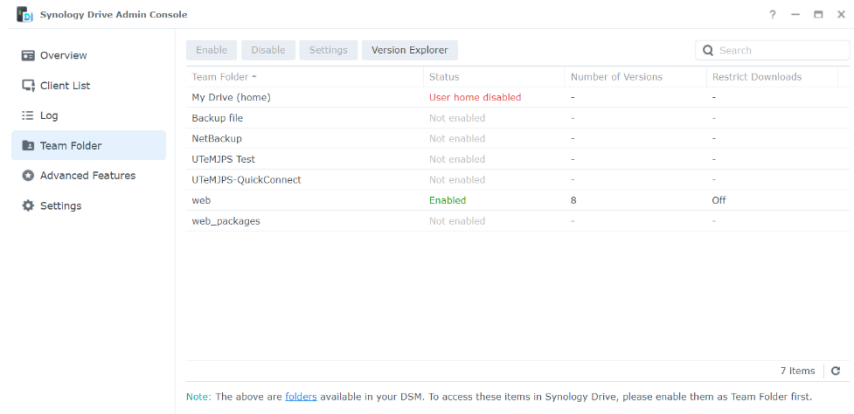 Synology Drive Admin Console
Overview
Client List
Log
Team Folder
Advanced Features
Settings
Enable Disable Settings Version Explorer Search
Team Folder Status Number of Versions Restrict Downloads
My Drive (home) User home disabled - -
Backup file Not enabled - -
NetBackup Not enabled - -
UTeMJPS Test Not enabled - -
UTeMJPS-QuickConnect Not enabled - -
web Enabled 8 Off
web_packages Not enabled - -
7 items
Note: The above are folders available in your DSM. To access these items in Synology Drive, please enable them as Team Folder first.